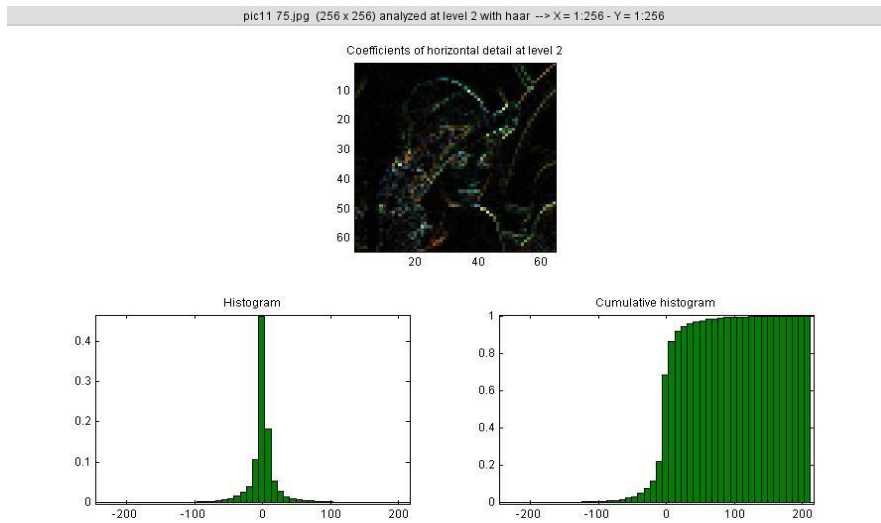 pic11 75.jpg (256 x 256) analyzed at level 2 with haar --> X = 1:256 - Y = 1:256
Coefficients of horizontal detail at level 2
10
20
30
40
50
60
20 40 60
Histogram
0.4
0.3
0.2
0.1
0
-200 -100 0 100 200
Cumulative histogram
1
0.8
0.6
0.4
0.2
0
-200 -100 0 100 200